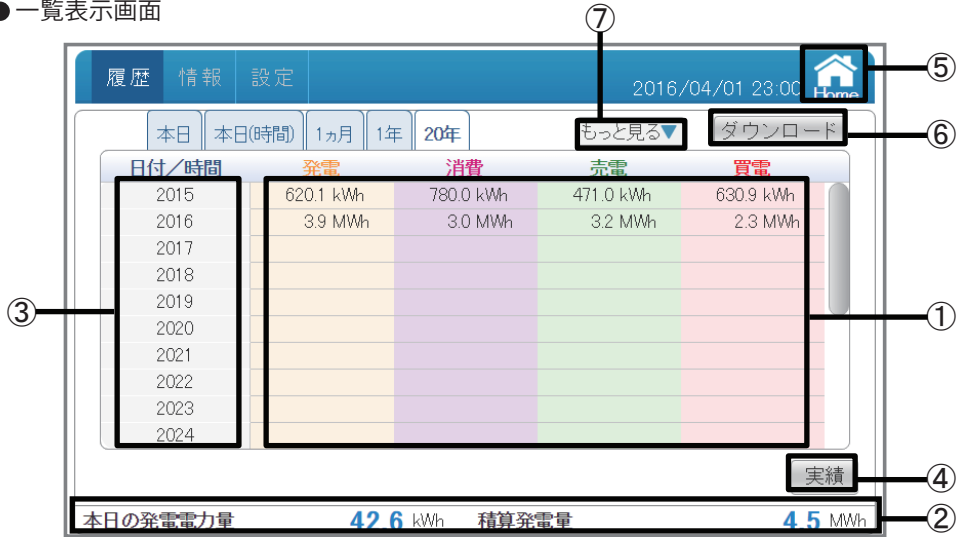 ●一覧表示画面
⑦
履歴 情報 設定
2016/04/01 23:00
Home
⑤
本日 本日(時間) 1ヵ月 1年 20年 もっと見る▼ ダウンロード
⑥
日付／時間 発電 消費 売電 買電
2015 620.1 kWh 780.0 kWh 471.0 kWh 630.9 kWh
2016 3.9 MWh 3.0 MWh 3.2 MWh 2.3 MWh
2017
2018
2019
③
①
2020
2021
2022
2023
2024
実績
④
本日の発電電力量 42.6 kWh 積算発電量 4.5 MWh
②